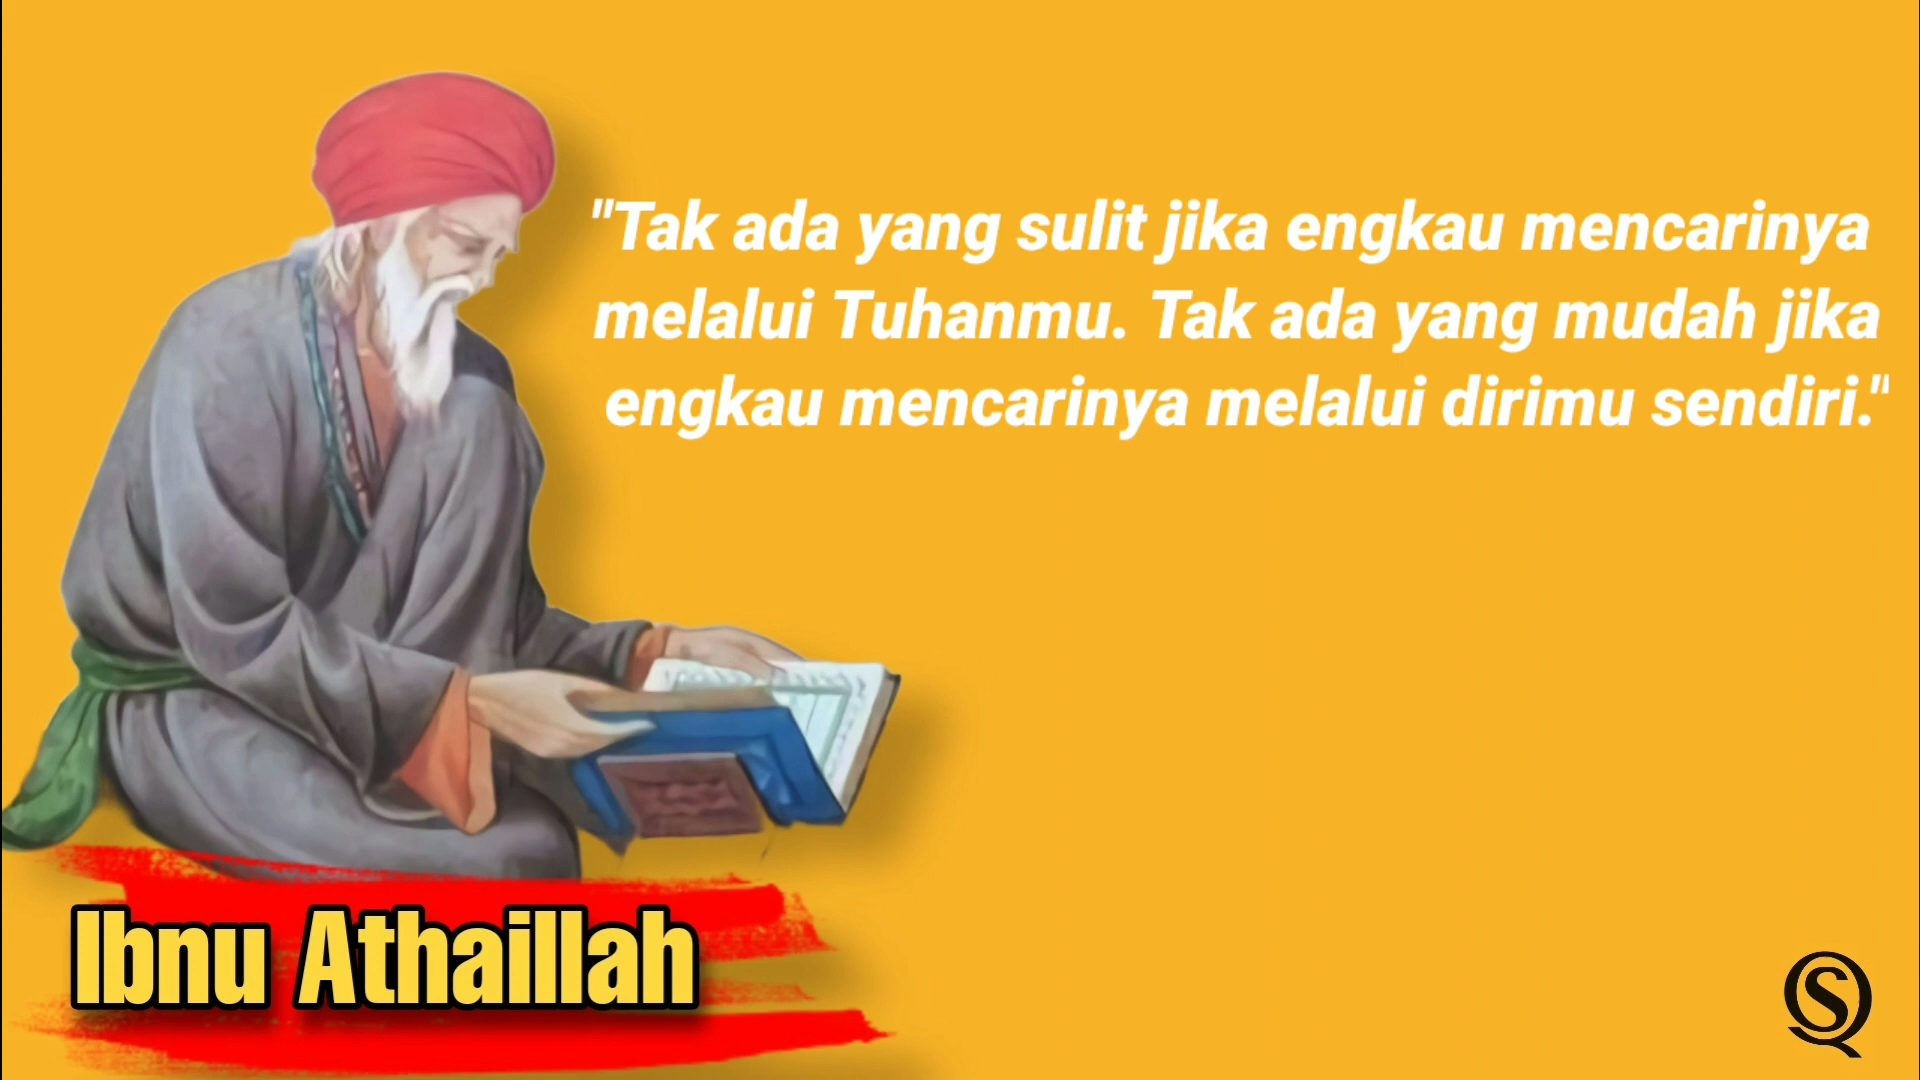 "Tak ada yang sulit jika engkau mencarinya
melalui Tuhanmu. Tak ada yang mudah jika
engkau mencarinya melalui dirimu sendiri."
Ibnu Athaillah